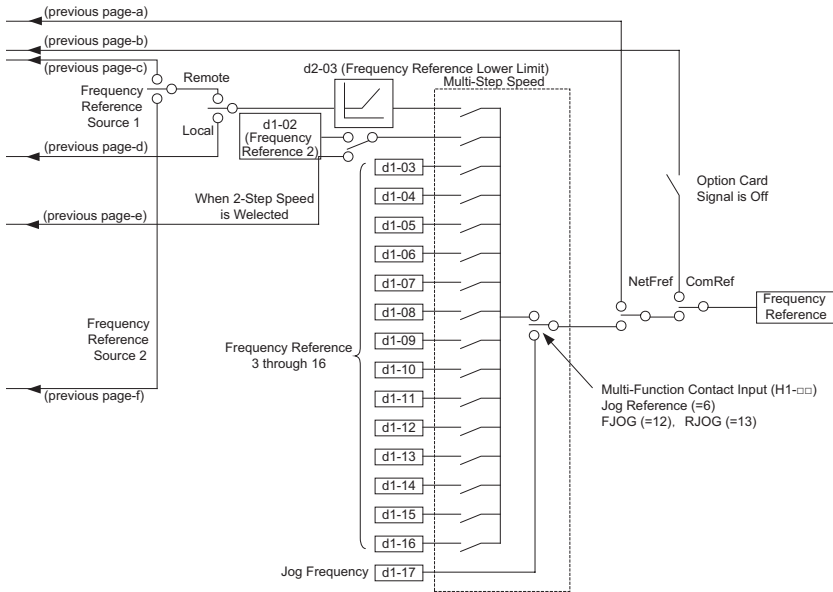 (previous page-a)
(previous page-b)
(previous page-c)
Frequency
Reference
Source 1
Remote
Local
d2-03 (Frequency Reference Lower Limit)
Multi-Step Speed
d1-02
(Frequency
Reference 2)
(previous page-d)
When 2-Step Speed
is Welected
(previous page-e)
d1-03
d1-04
d1-05
d1-06
d1-07
d1-08
d1-09
d1-10
d1-11
d1-12
d1-13
d1-14
d1-15
d1-16
Frequency Reference
3 through 16
Frequency
Reference
Source 2
(previous page-f)
Jog Frequency
d1-17
Option Card
Signal is Off
NetFref
ComRef
Frequency
Reference
Multi-Function Contact Input (H1-□□)
Jog Reference (=6)
FJOG (=12), RJOG (=13)